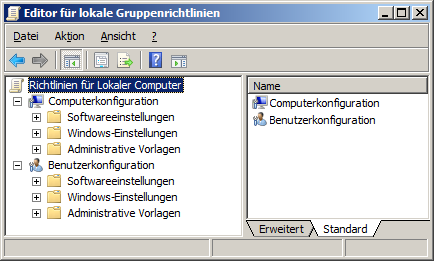 Editor für lokale Gruppenrichtlinien
Datei Aktion Ansicht ?
Richtlinien für Lokaler Computer
Computerkonfiguration
Softwareeinstellungen
Windows-Einstellungen
Administrative Vorlagen
Benutzerkonfiguration
Softwareeinstellungen
Windows-Einstellungen
Administrative Vorlagen
Name
Computerkonfiguration
Benutzerkonfiguration
Erweitert Standard